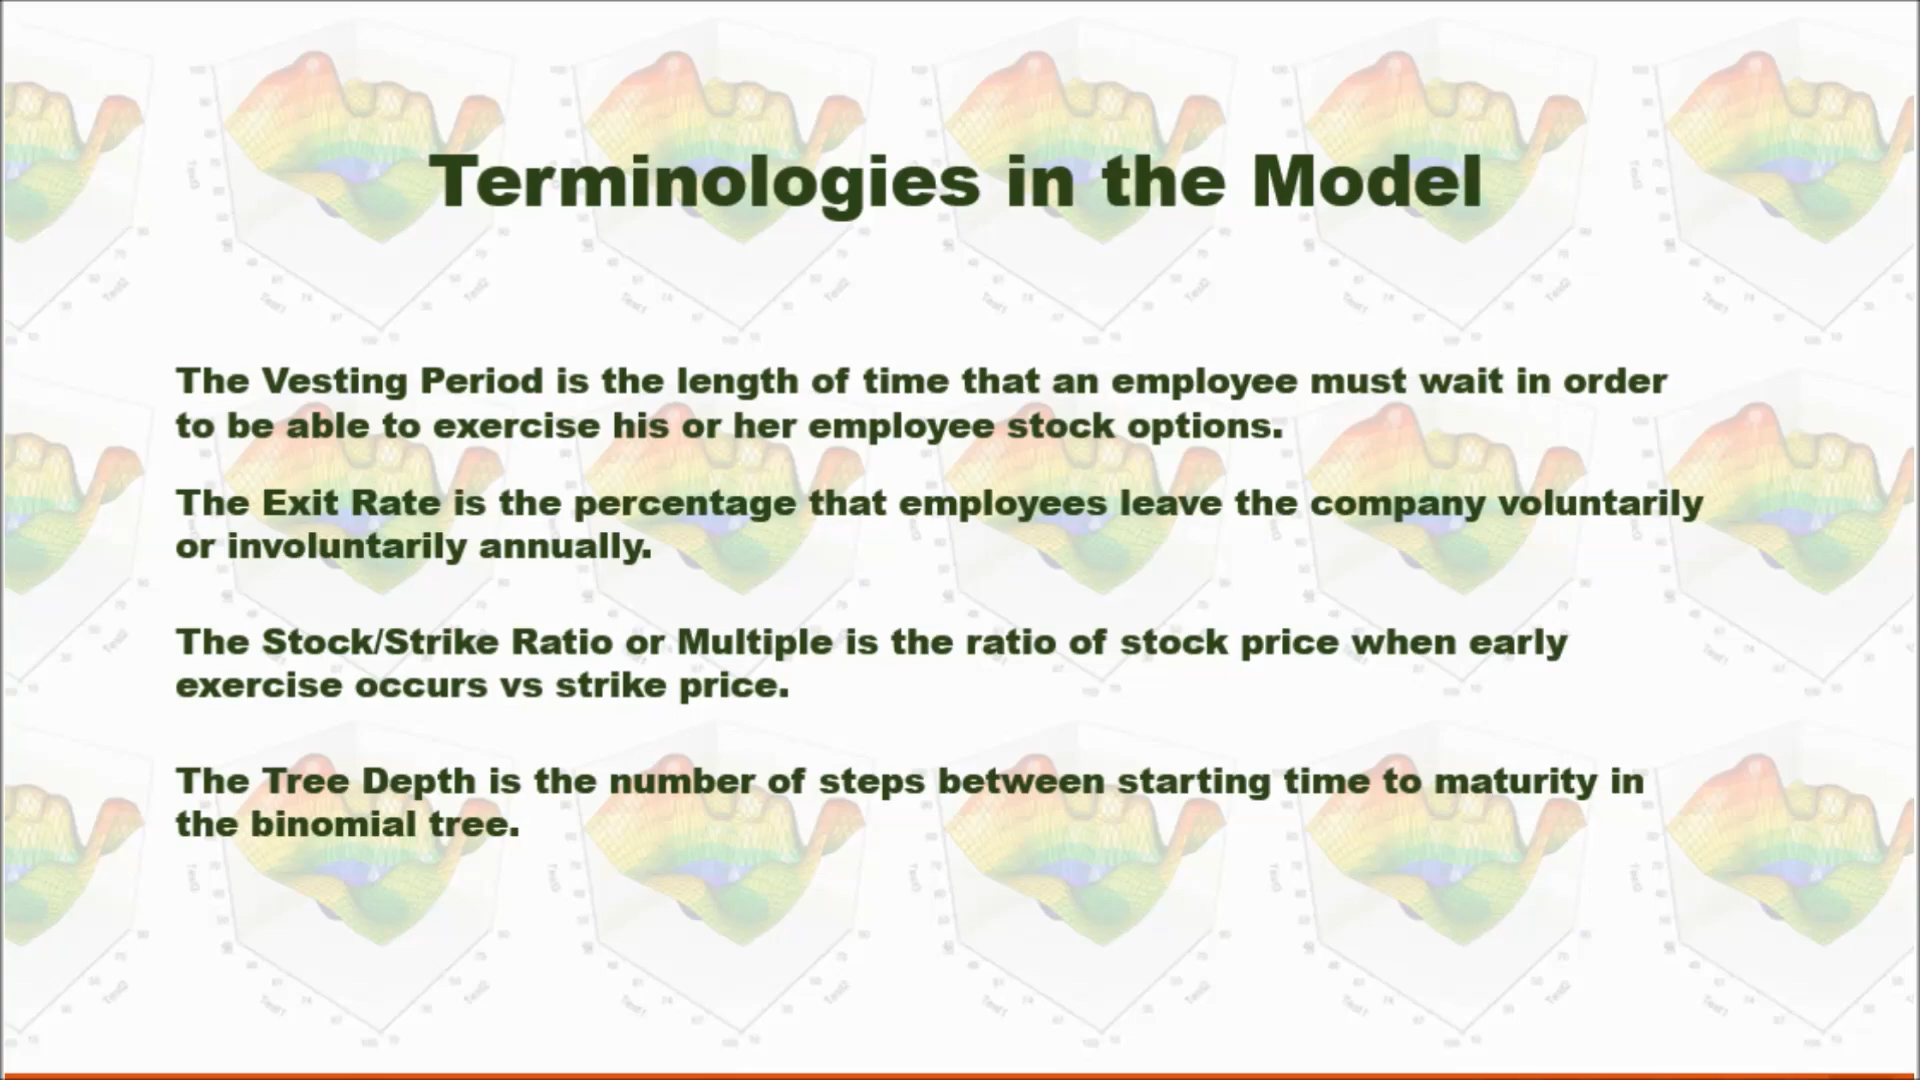 Terminologies in the Model
The Vesting Period is the length of time that an employee must wait in order
to be able to exercise his or her employee stock options.
The Exit Rate is the percentage that employees leave the company voluntarily
or involuntarily annually.
The Stock/Strike Ratio or Multiple is the ratio of stock price when early
exercise occurs vs strike price.
The Tree Depth is the number of steps between starting time to maturity in
the binomial tree.